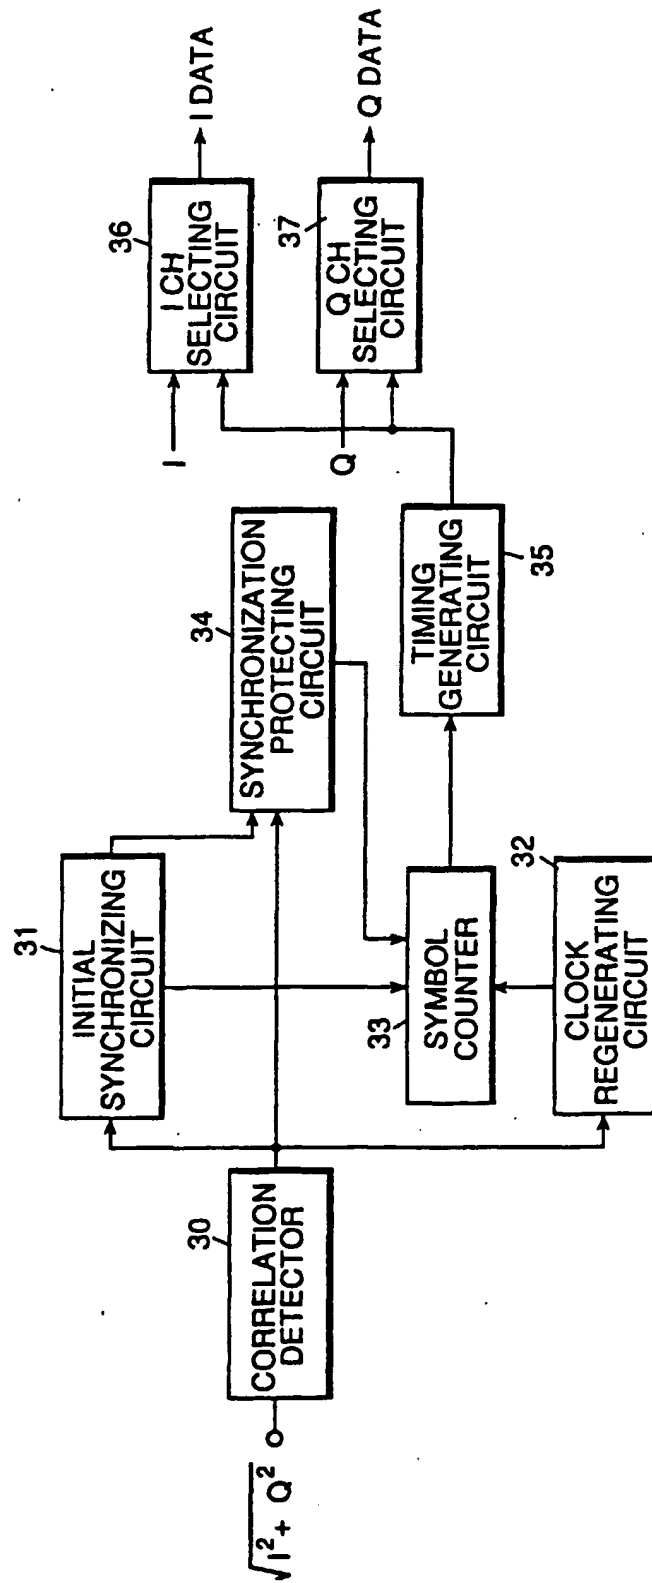 √I² + Q²
30
CORRELATION
DETECTOR
31
INITIAL
SYNCHRONIZING
CIRCUIT
34
SYNCHRONIZATION
PROTECTING
CIRCUIT
33
SYMBOL
COUNTER
32
CLOCK
REGENERATING
CIRCUIT
TIMING
GENERATING
CIRCUIT
35
I
36
I CH
SELECTING
CIRCUIT
I DATA
Q
37
Q CH
SELECTING
CIRCUIT
Q DATA